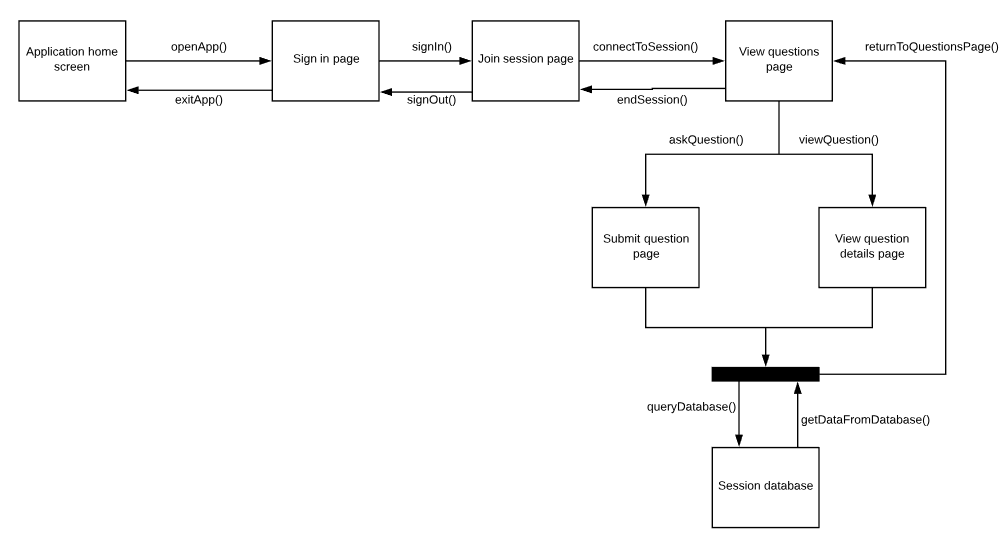 Application home
screen
openApp()
exitApp()
Sign in page
signIn()
signOut()
Join session page
connectToSession()
endSession()
View questions
page
returnToQuestionsPage()
askQuestion()
viewQuestion()
Submit question
page
View question
details page
queryDatabase()
getDataFromDatabase()
Session database